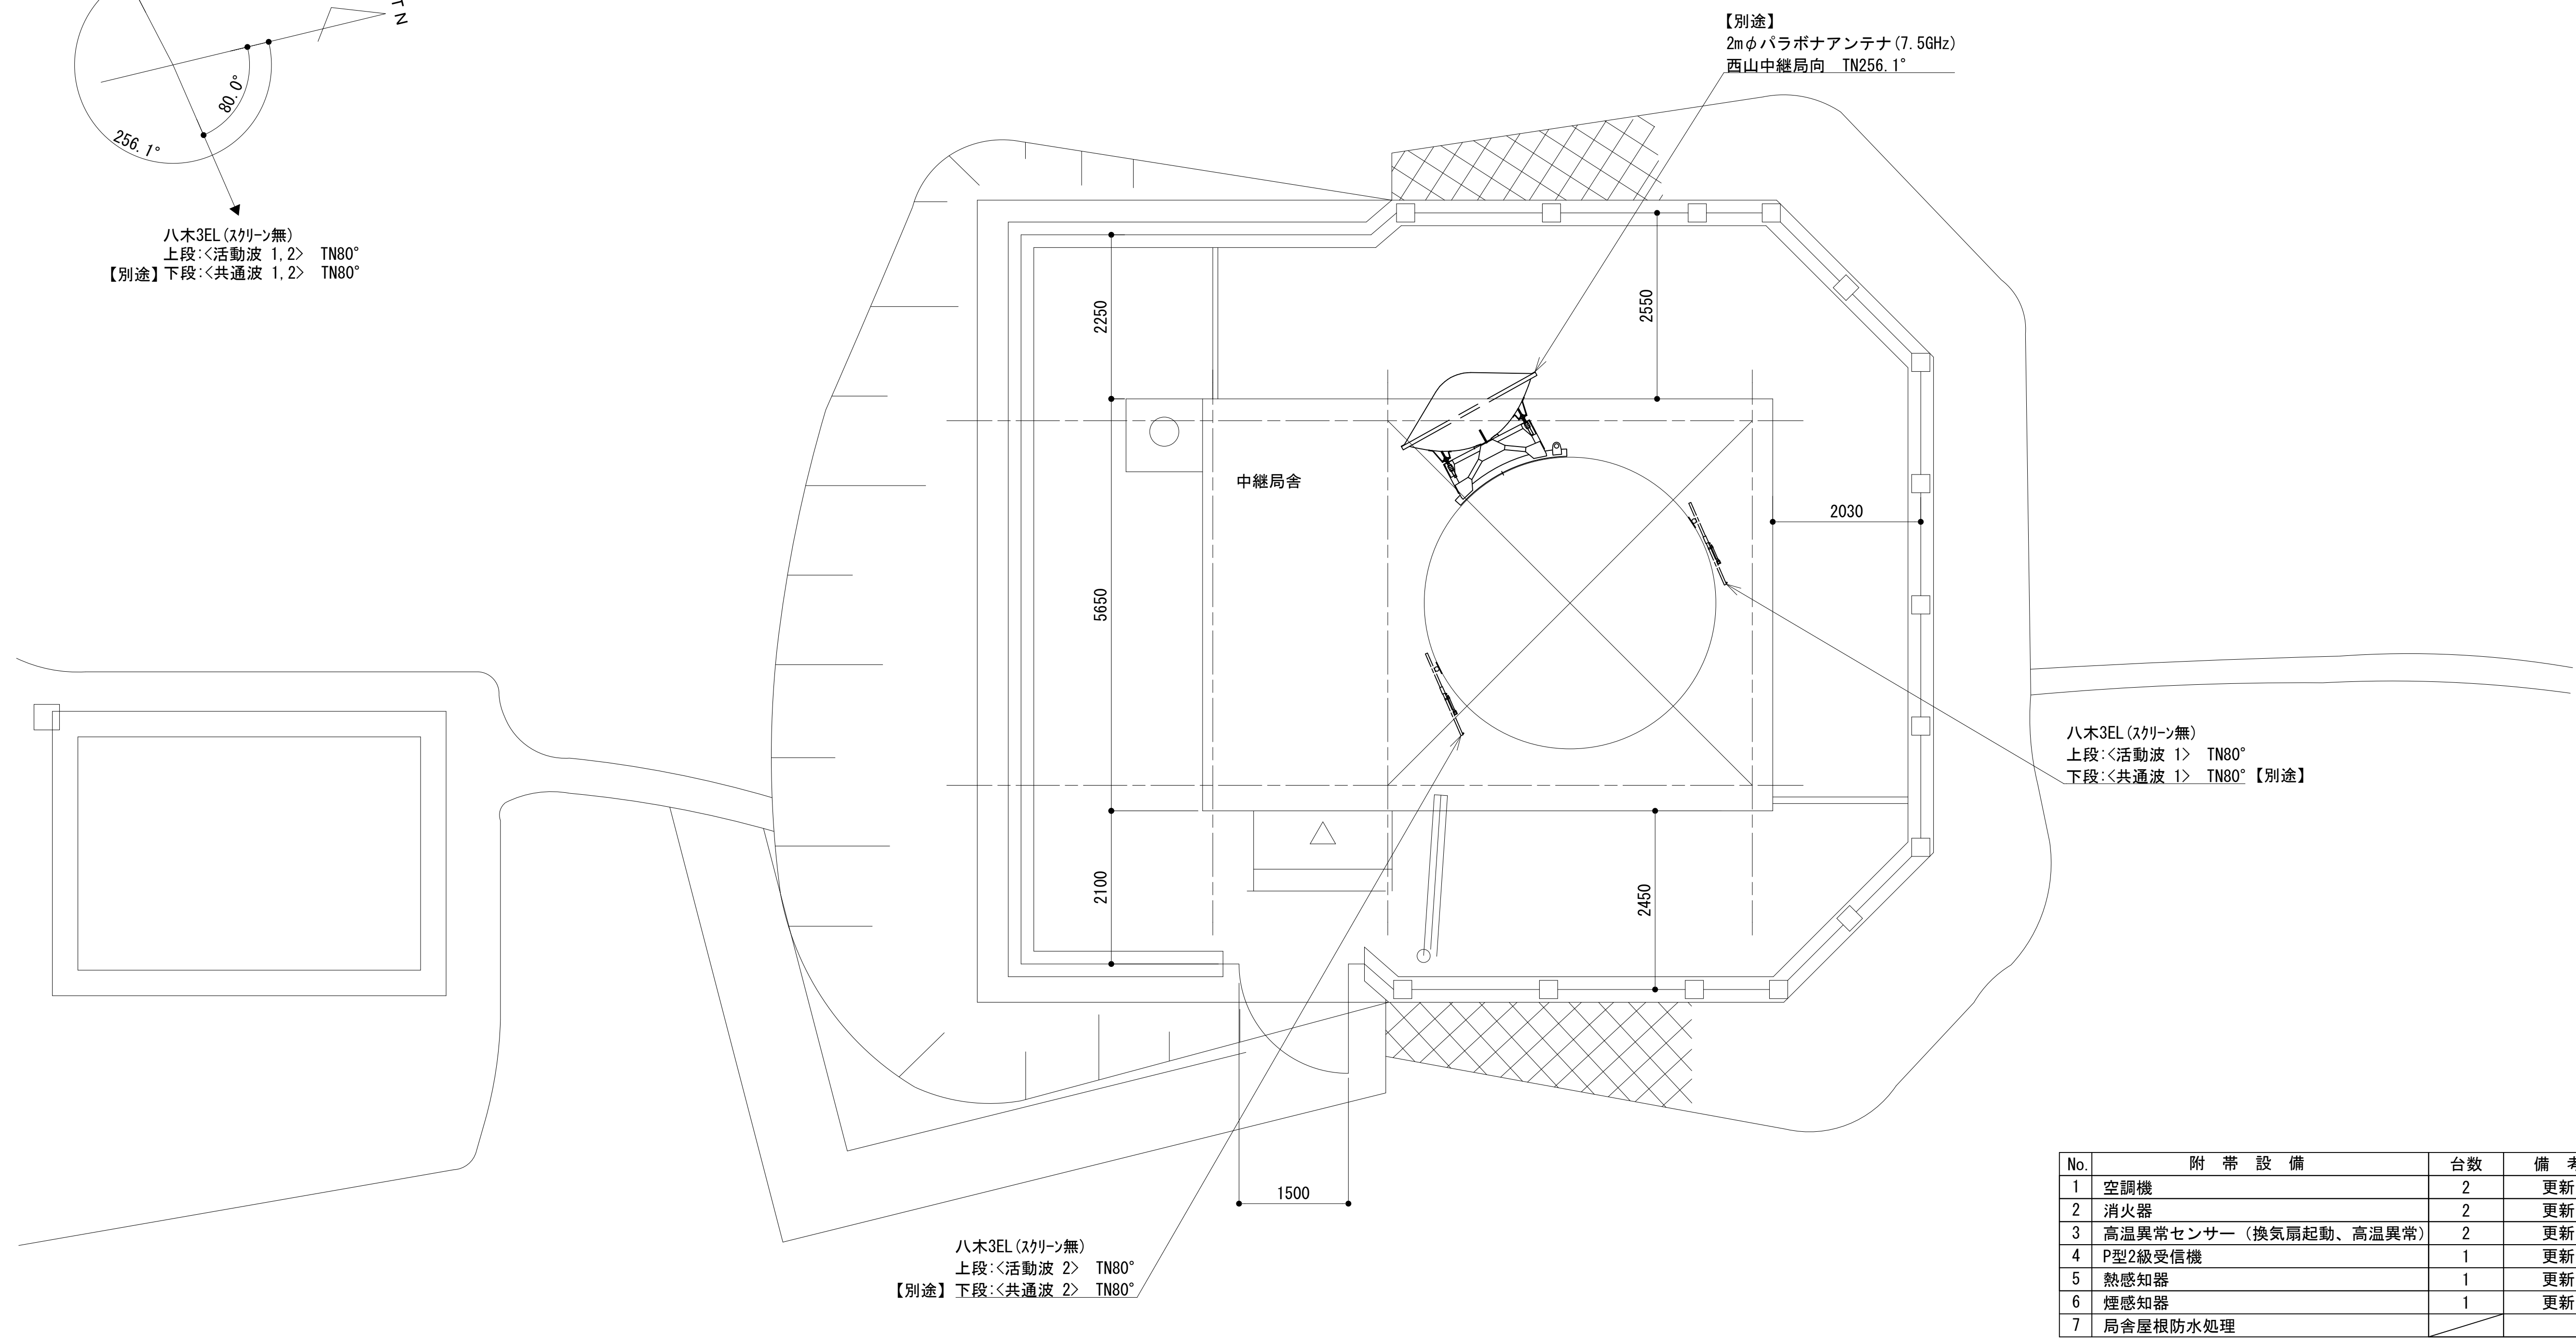 TN
80.0°
256.1°
八木3EL(ｽｸﾘｰﾝ無)
上段:<活動波 1,2> TN80°
【別途】下段:<共通波 1,2> TN80°
【別途】
2mφパラボナアンテナ(7.5GHz)
西山中継局向 TN256.1°
2250
2550
中継局舎
2030
5650
八木3EL(ｽｸﾘｰﾝ無)
上段:<活動波 1> TN80°
下段:<共通波 1> TN80°【別途】
2100
2450
1500
八木3EL(ｽｸﾘｰﾝ無)
上段:<活動波 2> TN80°
【別途】下段:<共通波 2> TN80°
No. 附 帯 設 備 台数 備
1 空調機 2 更新
2 消火器 2 更新
3 高温異常センサー（換気扇起動、高温異常） 2 更新
4 P型2級受信機 1 更新
5 熱感知器 1 更新
6 煙感知器 1 更新
7 局舎屋根防水処理